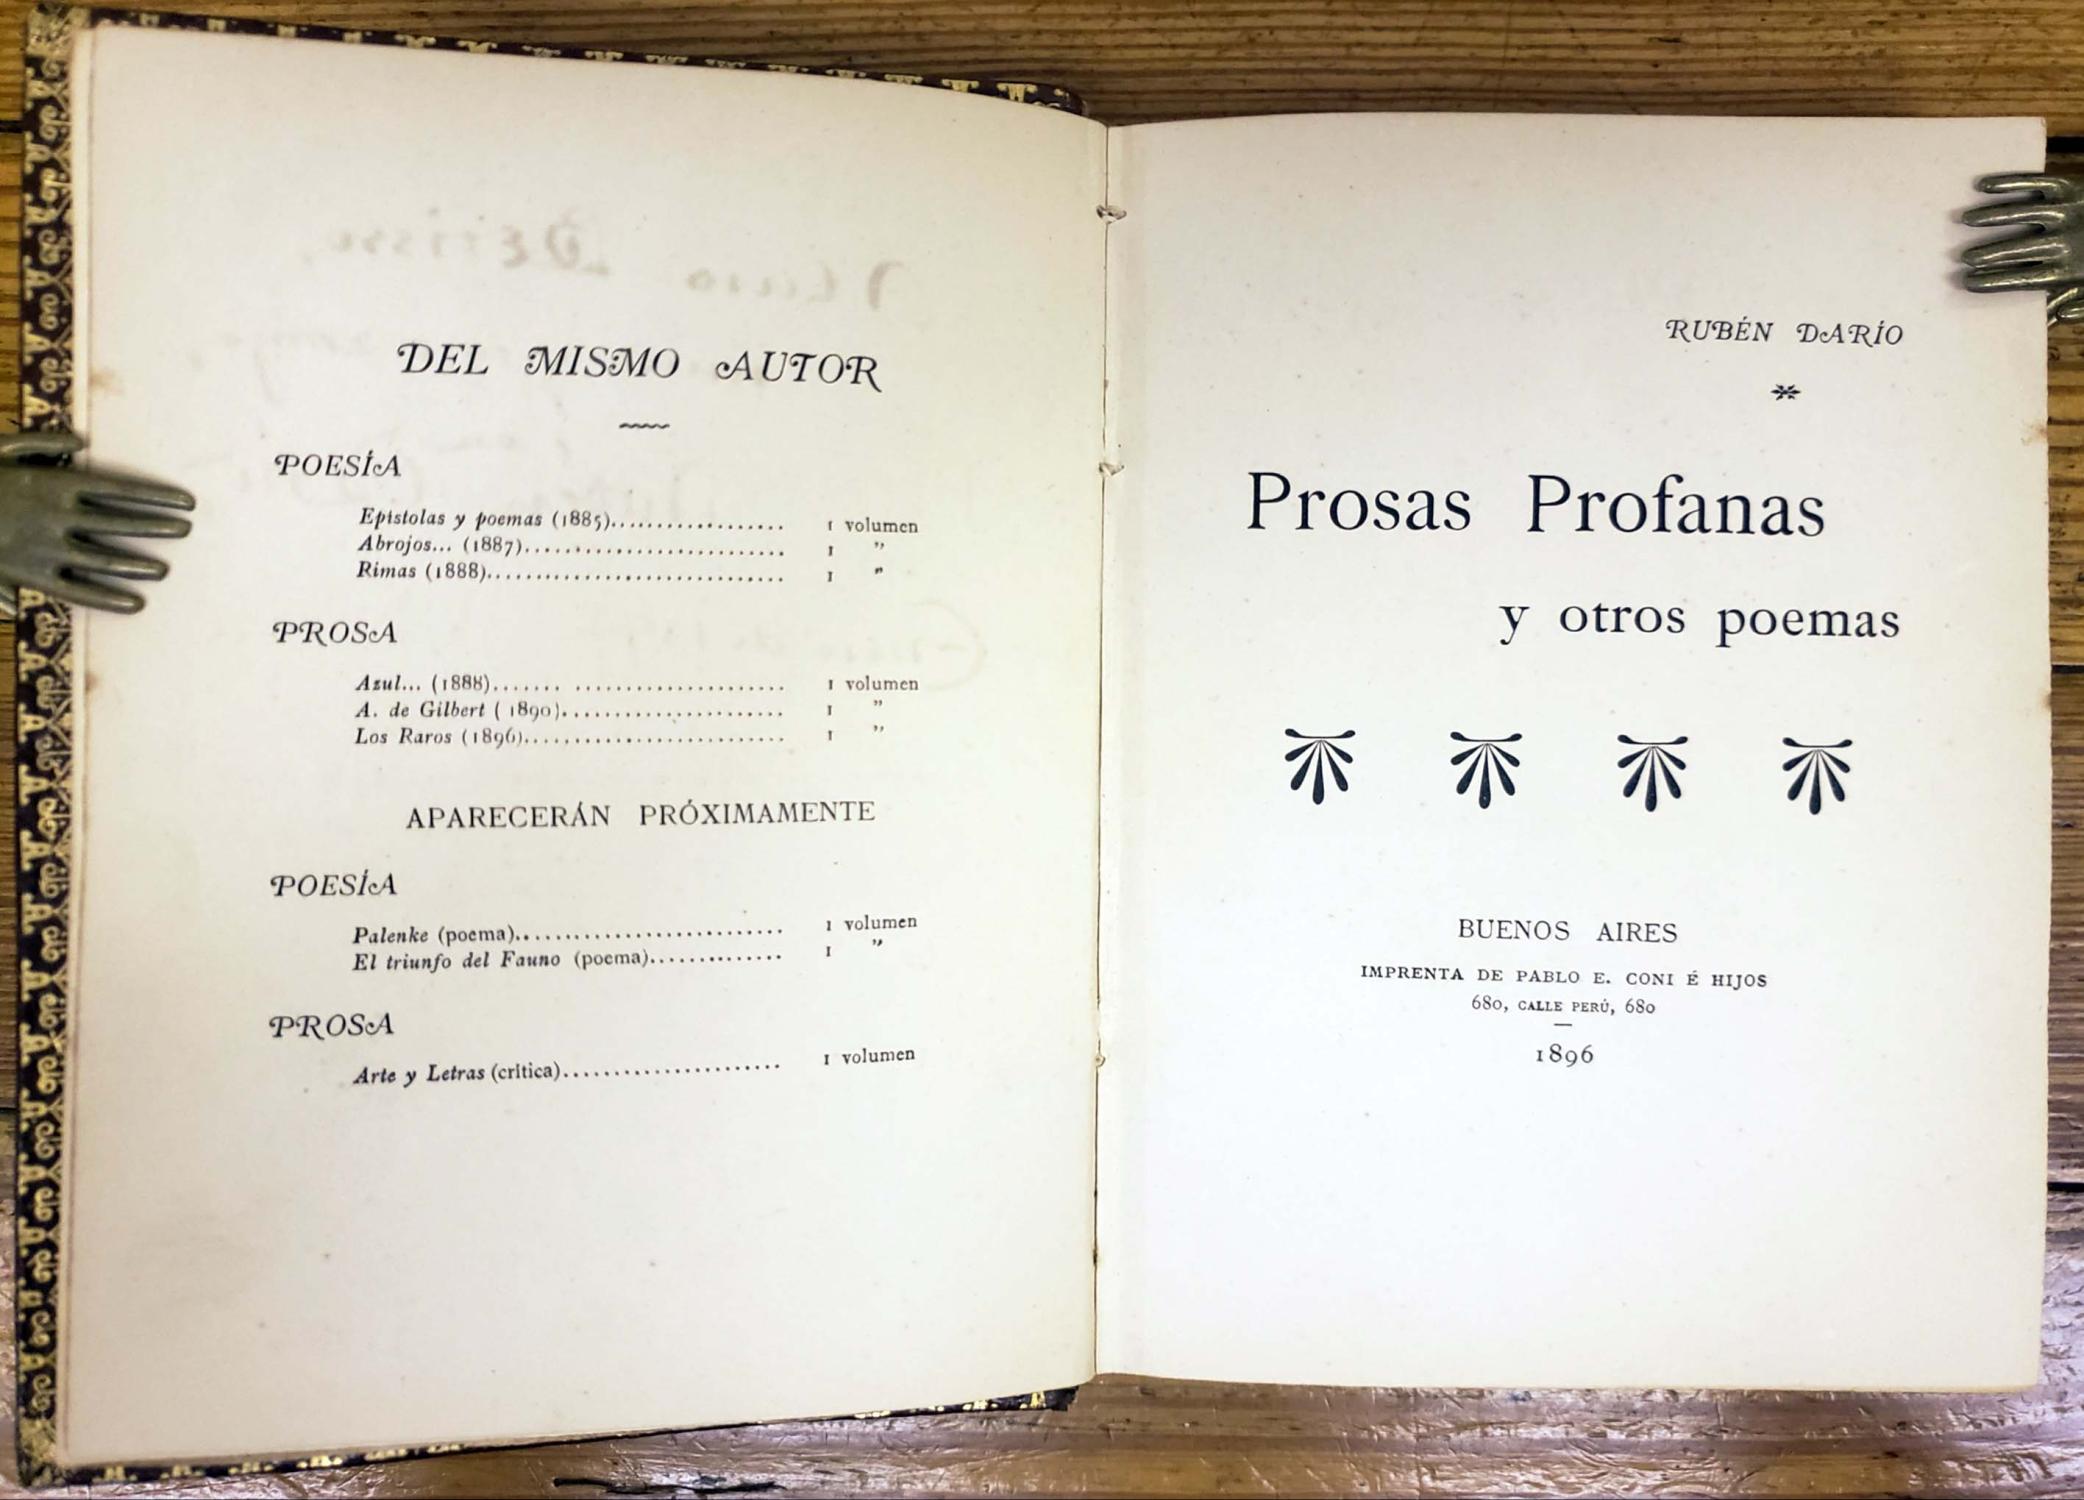 DEL MISMO AUTOR
POESÍA
Epistolas y poemas (1885).................. 1 volumen
Abrojos... (1887)........................... 1 "
Rimas (1888).............................. 1 "
PROSA
Azul... (1888)....... ...................... 1 volumen
A. de Gilbert ( 1890)....................... 1 "
Los Raros (1896)........................... 1 "
APARECERÁN PRÓXIMAMENTE
POESÍA
Palenke (poema)........................... 1 volumen
El triunfo del Fauno (poema)............. 1 "
PROSA
Arte y Letras (critica)...................... 1 volumen
RUBÉN DARÍO
Prosas Profanas
y otros poemas
BUENOS AIRES
IMPRENTA DE PABLO E. CONI É HIJOS
680, CALLE PERÚ, 680
1896